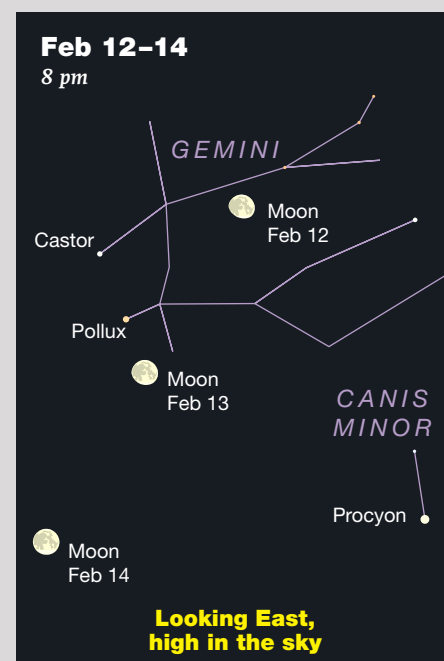 Feb 12–14
8 pm
GEMINI
Moon
Feb 12
Castor
Pollux
Moon
Feb 13
CANIS
MINOR
Procyon
Moon
Feb 14
Looking East,
high in the sky